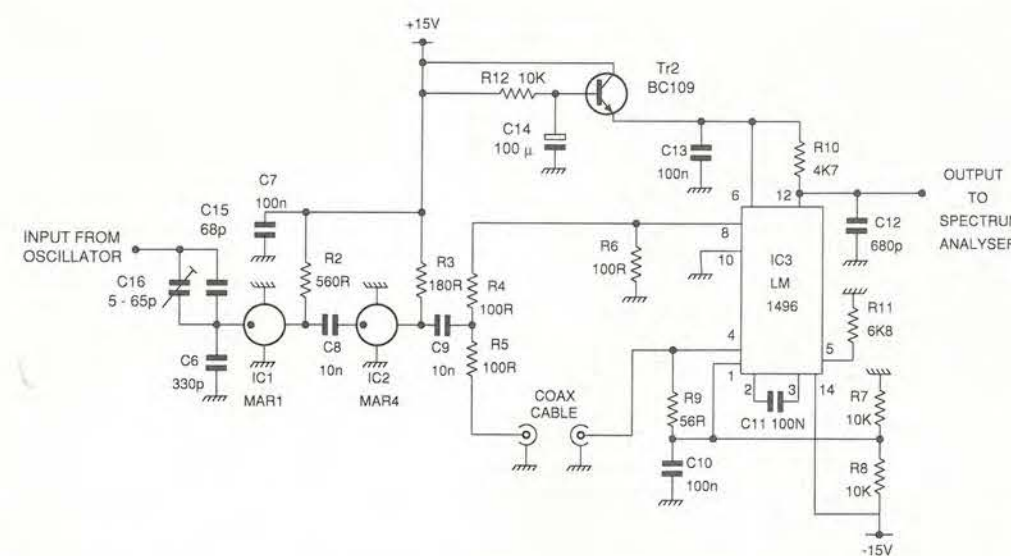 +15V
R12 10K
Tr2
BC109
C14
100 µ
C13
100n
R10
4K7
OUTPUT
TO
SPECTRUM
ANALYSER
C7
100n
C15
68p
INPUT FROM
OSCILLATOR
C16
5 - 65p
R2
560R
R3
180R
R4
100R
R5
100R
R6
100R
6
12
8
10
4
1
5
2
3
14
IC3
LM
1496
C12
680p
R11
6K8
C6
330p
IC1
MAR1
C8
10n
IC2
MAR4
C9
10n
COAX
CABLE
R9
56R
C11 100N
R7
10K
C10
100n
R8
10K
-15V